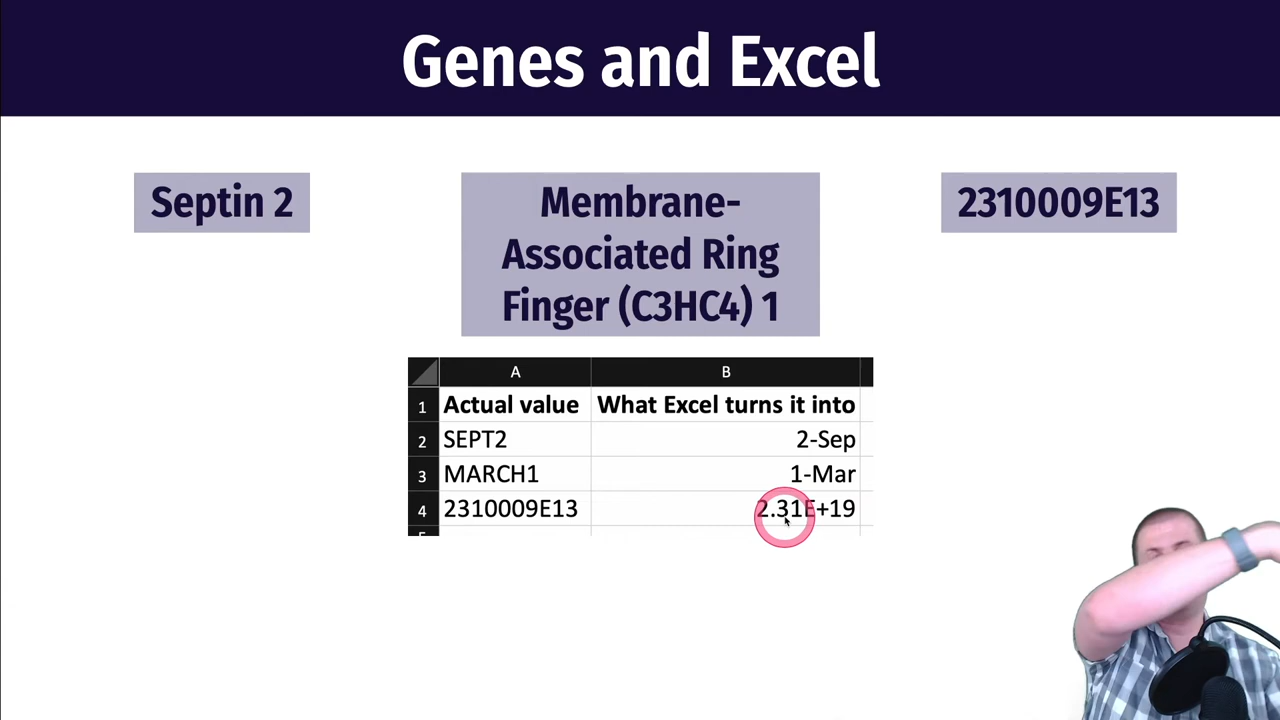 Genes and Excel
Septin 2
Membrane-
Associated Ring
Finger (C3HC4) 1
2310009E13
A B
1 Actual value What Excel turns it into
2 SEPT2 2-Sep
3 MARCH1 1-Mar
4 2310009E13 2.31E+19